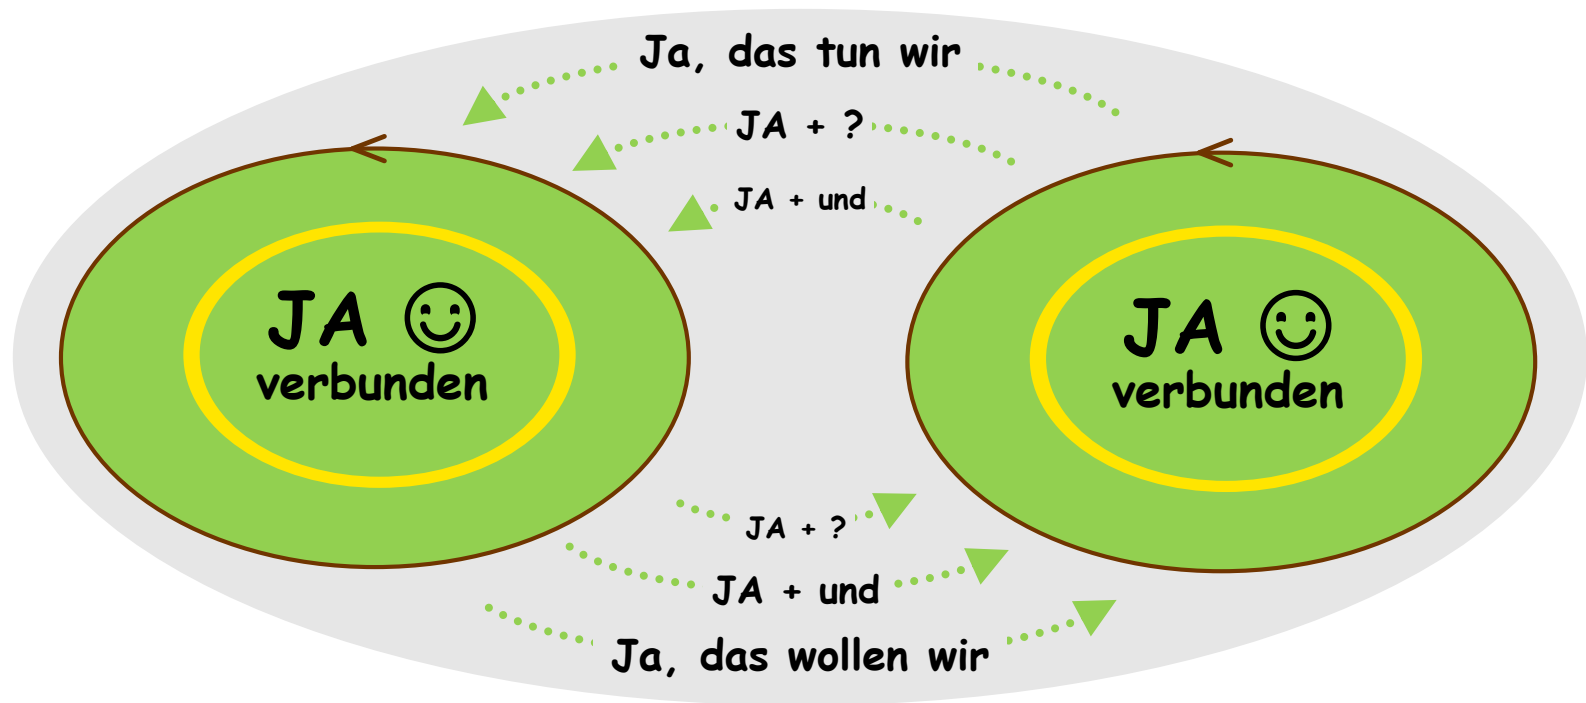 Ja, das tun wir
JA + ?
JA + und
JA
verbunden
JA
verbunden
JA + ?
JA + und
Ja, das wollen wir